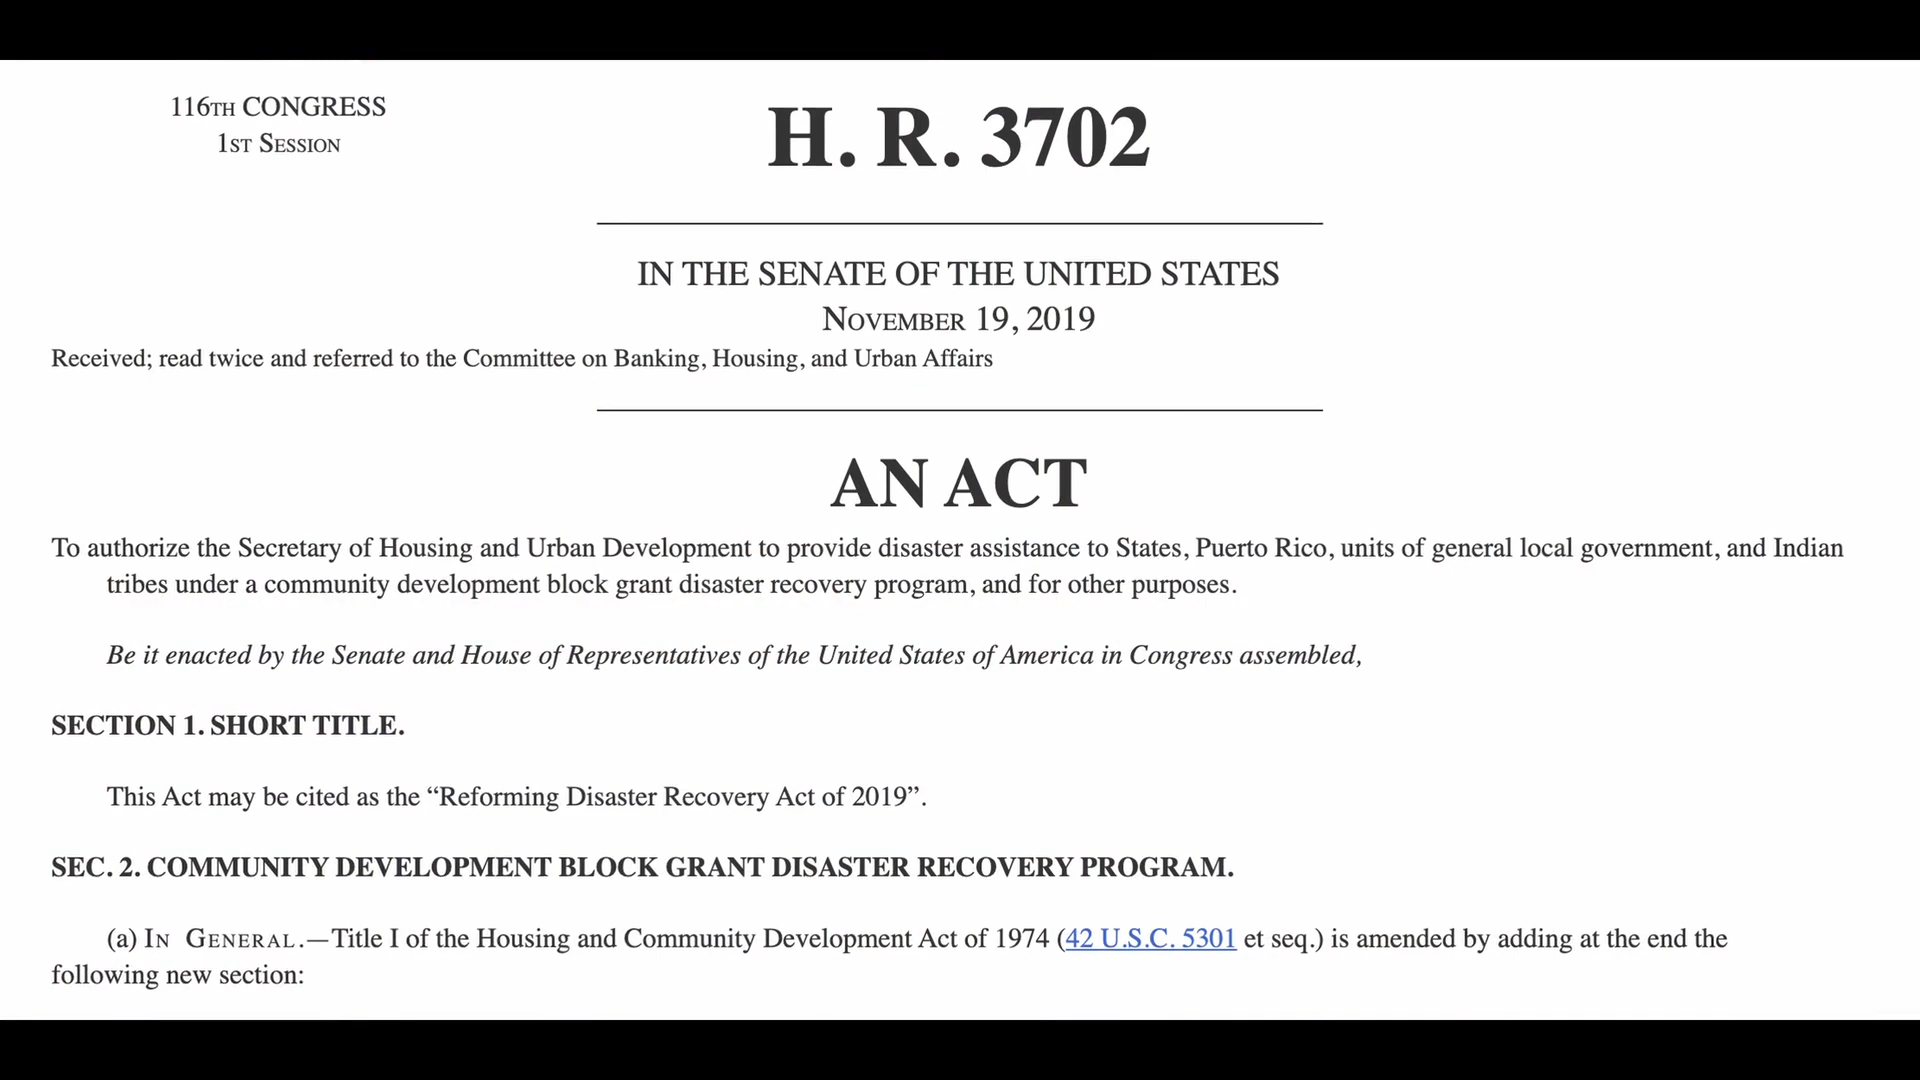 116TH CONGRESS
1ST SESSION
H. R. 3702
IN THE SENATE OF THE UNITED STATES
NOVEMBER 19, 2019
Received; read twice and referred to the Committee on Banking, Housing, and Urban Affairs
AN ACT
To authorize the Secretary of Housing and Urban Development to provide disaster assistance to States, Puerto Rico, units of general local government, and Indian
tribes under a community development block grant disaster recovery program, and for other purposes.
Be it enacted by the Senate and House of Representatives of the United States of America in Congress assembled,
SECTION 1. SHORT TITLE.
This Act may be cited as the “Reforming Disaster Recovery Act of 2019”.
SEC. 2. COMMUNITY DEVELOPMENT BLOCK GRANT DISASTER RECOVERY PROGRAM.
(a) IN GENERAL.—Title I of the Housing and Community Development Act of 1974 (42 U.S.C. 5301 et seq.) is amended by adding at the end the
following new section: